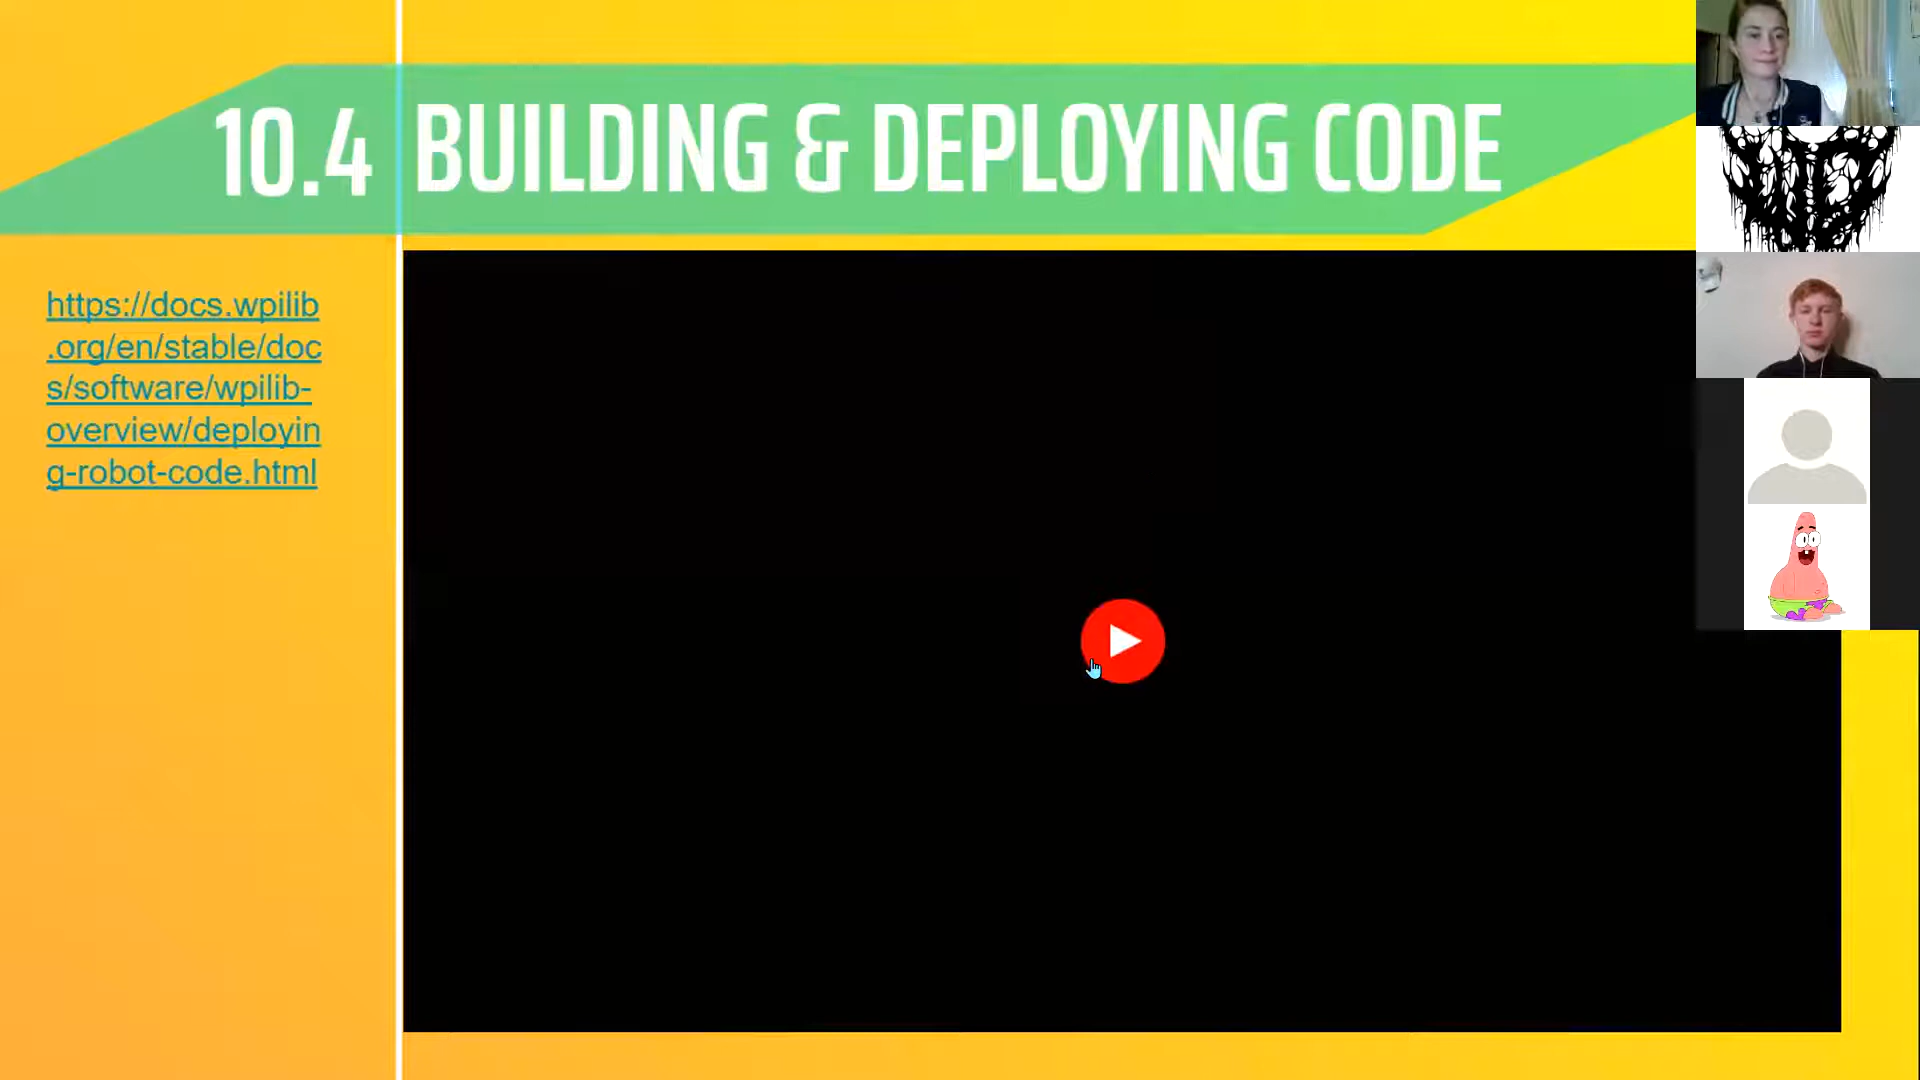 10.4 BUILDING & DEPLOYING CODE
https://docs.wpilib
.org/en/stable/doc
s/software/wpilib-
overview/deployin
g-robot-code.html